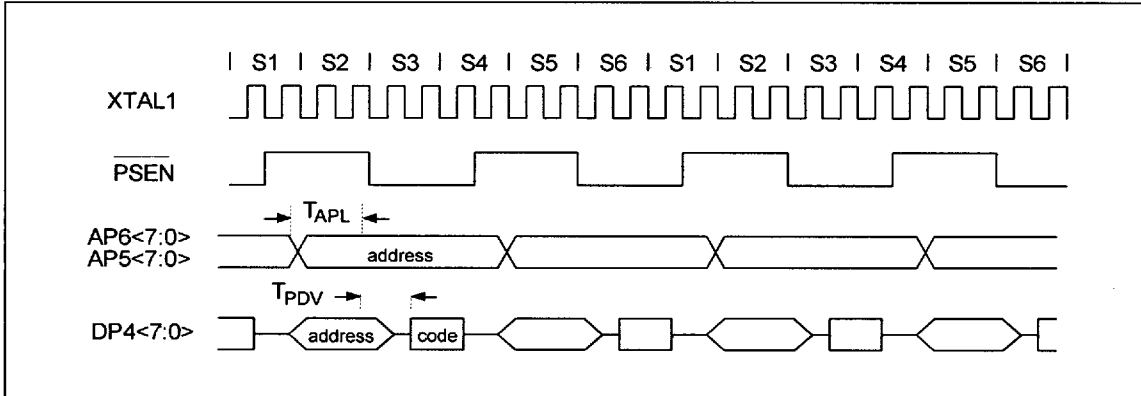 | S1 | S2 | S3 | S4 | S5 | S6 | S1 | S2 | S3 | S4 | S5 | S6 |
XTAL1
PSEN
TAPL
AP6<7:0>
AP5<7:0>
address
TPDV
DP4<7:0>
address
code